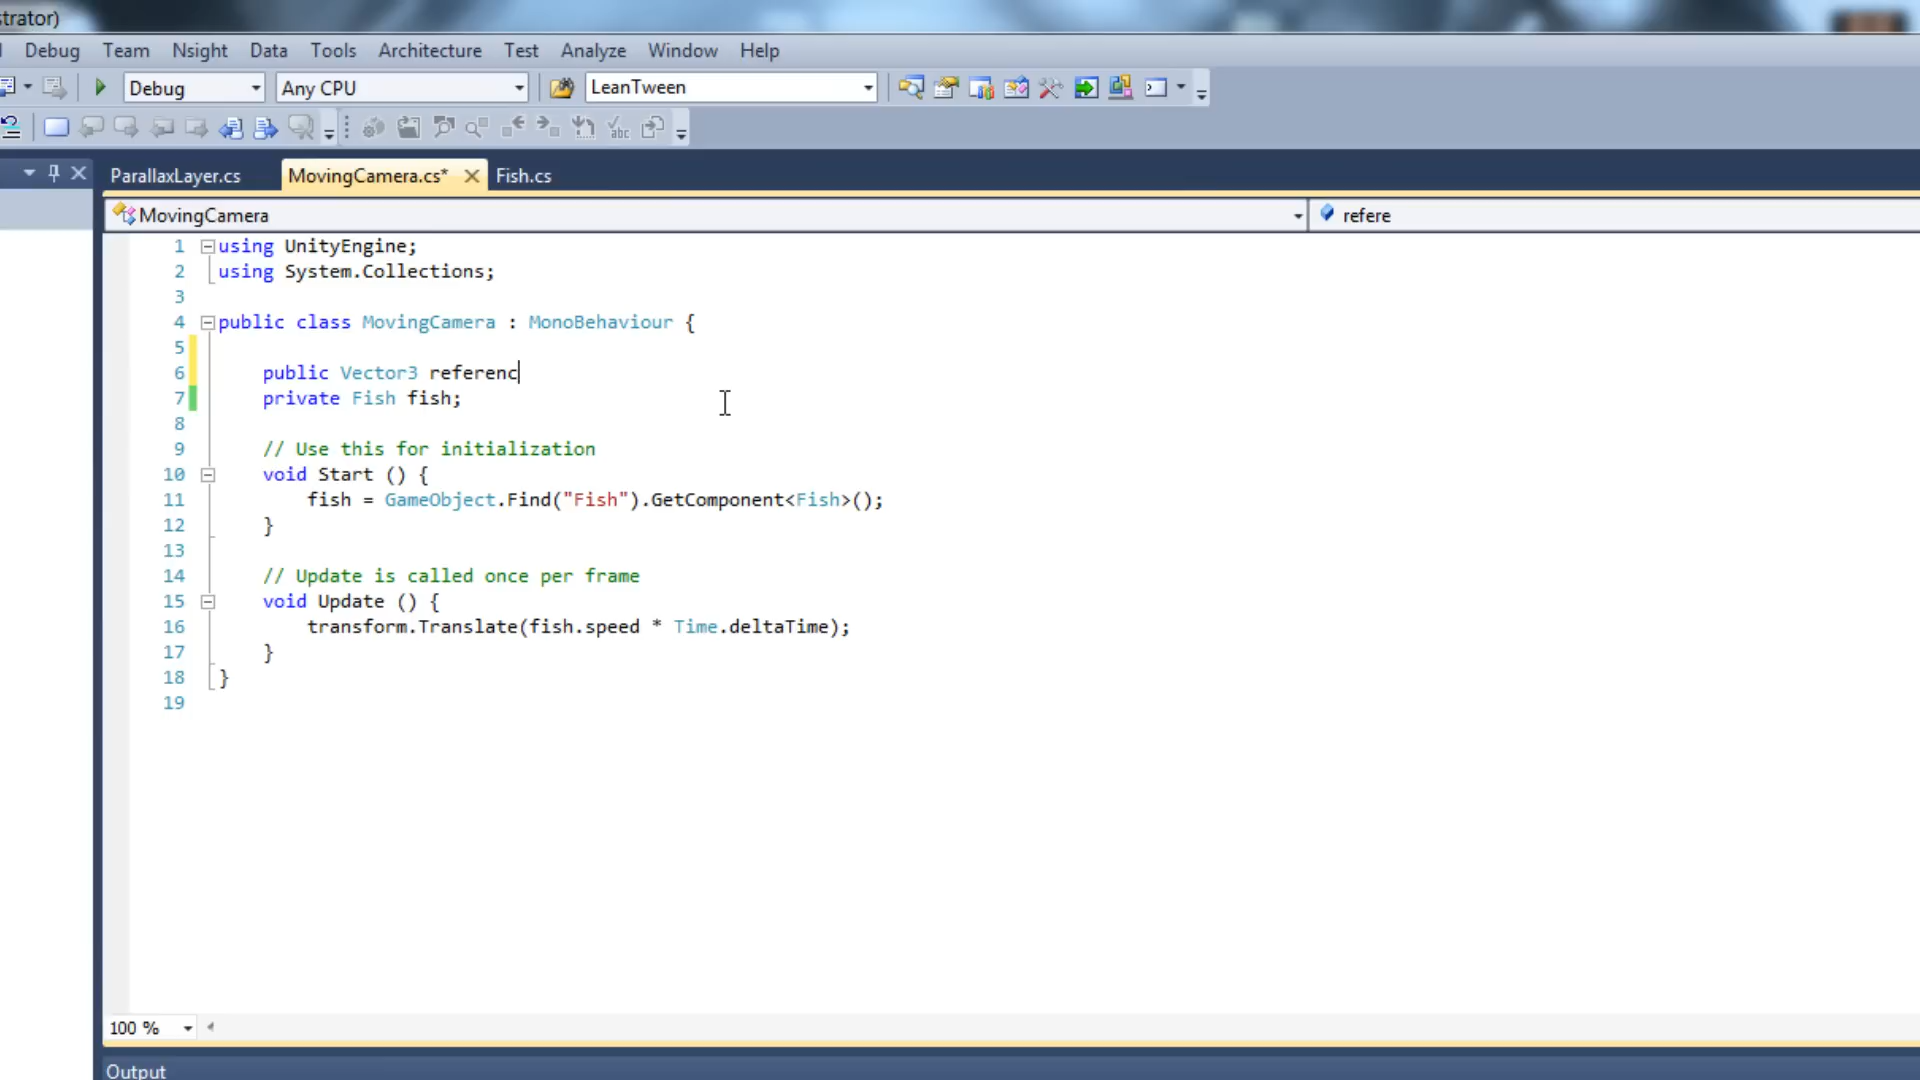 strator)
Debug Team Nsight Data Tools Architecture Test Analyze Window Help
Debug Any CPU LeanTween
abc
ParallaxLayer.cs MovingCamera.cs* Fish.cs
MovingCamera refere
1 using UnityEngine;
2 using System.Collections;
3
4 public class MovingCamera : MonoBehaviour {
5
6 public Vector3 referenc
7 private Fish fish;
8
9 // Use this for initialization
10 void Start () {
11 fish = GameObject.Find("Fish").GetComponent<Fish>();
12 }
13
14 // Update is called once per frame
15 void Update () {
16 transform.Translate(fish.speed * Time.deltaTime);
17 }
18 }
19
100 %
Output